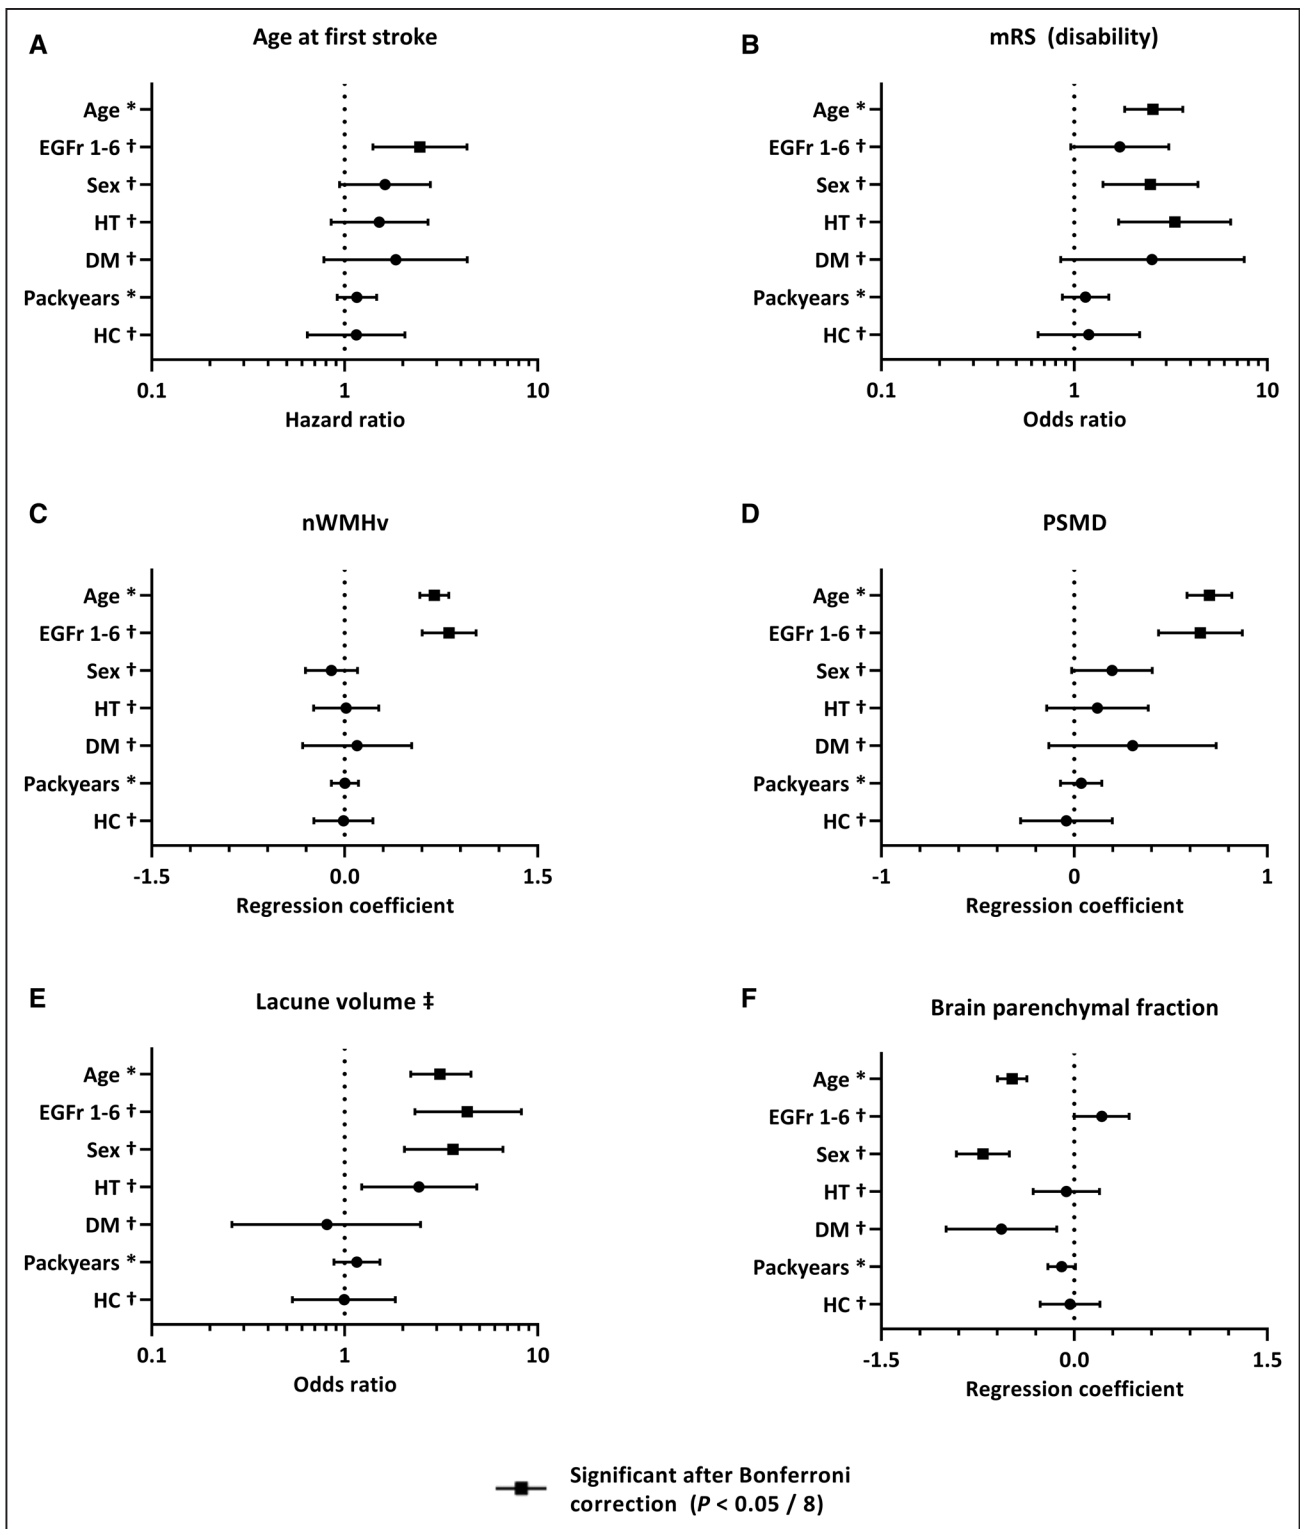 A
Age at first stroke
Age *
EGFr 1-6 †
Sex †
HT †
DM †
Packyears *
HC †
0.1 1 10
Hazard ratio
B
mRS (disability)
Age *
EGFr 1-6 †
Sex †
HT †
DM †
Packyears *
HC †
0.1 1 10
Odds ratio
C
nWMHv
Age *
EGFr 1-6 †
Sex †
HT †
DM †
Packyears *
HC †
-1.5 0.0 1.5
Regression coefficient
D
PSMD
Age *
EGFr 1-6 †
Sex †
HT †
DM †
Packyears *
HC †
-1 0 1
Regression coefficient
E
Lacune volume ‡
Age *
EGFr 1-6 †
Sex †
HT †
DM †
Packyears *
HC †
0.1 1 10
Odds ratio
F
Brain parenchymal fraction
Age *
EGFr 1-6 †
Sex †
HT †
DM †
Packyears *
HC †
-1.5 0.0 1.5
Regression coefficient
Significant after Bonferroni
correction (P < 0.05 / 8)